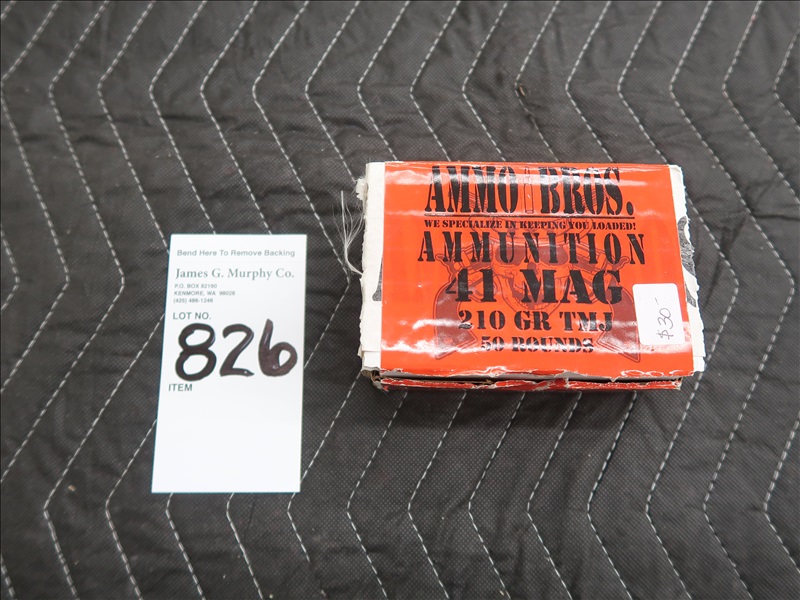 Bend Here To Remove Backing
James G. Murphy Co.
P.O. BOX 82160
KENMORE, WA 98028
(425) 486-1246
LOT NO.
826
ITEM
AMMO BROS.
WE SPECIALIZE IN KEEPING YOU LOADED!
AMMUNITION
41 MAG
210 GR TMJ
50 ROUNDS
$30-